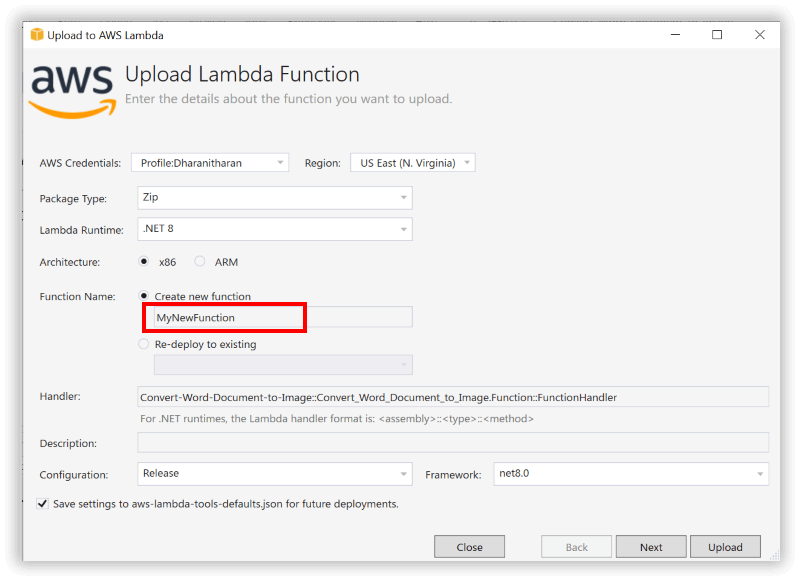 Upload to AWS Lambda
aws
Upload Lambda Function
Enter the details about the function you want to upload.
AWS Credentials: Profile:Dharanitharan Region: US East (N. Virginia)
Package Type: Zip
Lambda Runtime: .NET 8
Architecture: x86 ARM
Function Name: Create new function
MyNewFunction
Re-deploy to existing
Handler: Convert-Word-Document-to-Image::Convert_Word_Document_to_Image.Function::FunctionHandler
For .NET runtimes, the Lambda handler format is: <assembly>::<type>::<method>
Description:
Configuration: Release Framework: net8.0
Save settings to aws-lambda-tools-defaults.json for future deployments.
Close Back Next Upload